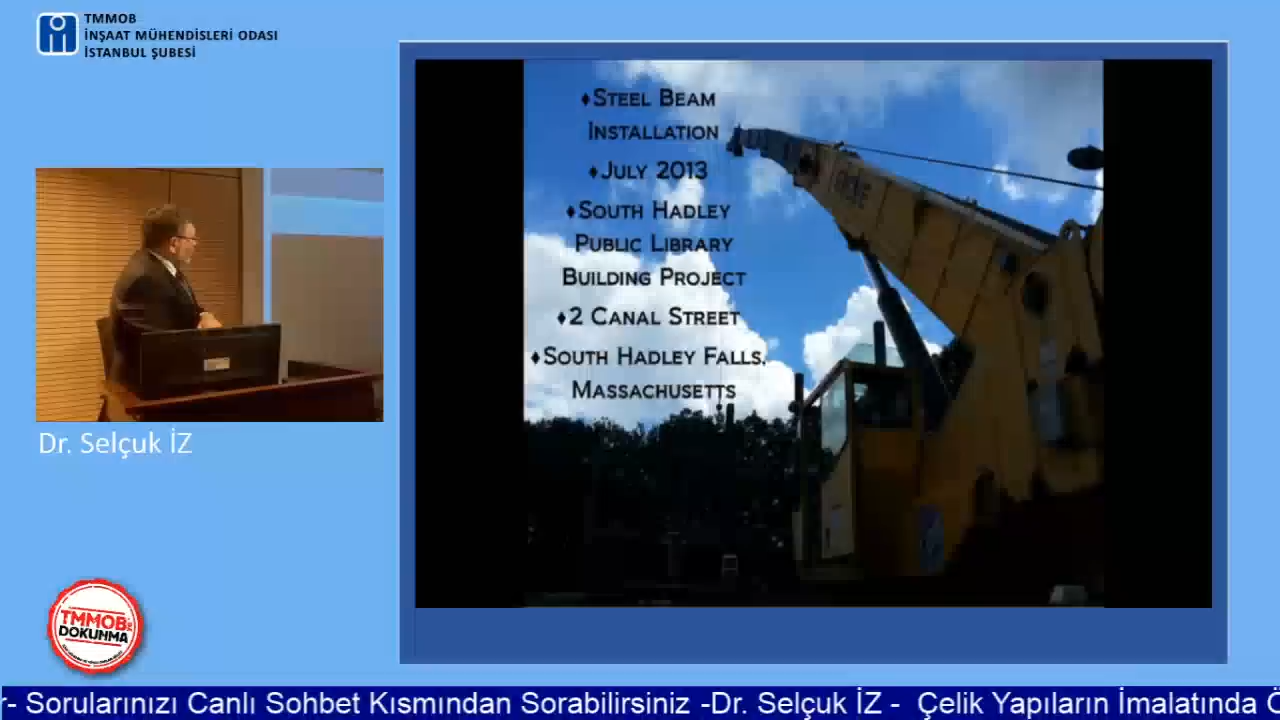 TMMOB
İNŞAAT MÜHENDİSLERİ ODASI
İSTANBUL ŞUBESİ
♦STEEL BEAM
INSTALLATION
♦JULY 2013
♦SOUTH HADLEY
PUBLIC LIBRARY
BUILDING PROJECT
♦2 CANAL STREET
♦SOUTH HADLEY FALLS,
MASSACHUSETTS
Dr. Selçuk İZ
TMMOB
DOKUNMA
r- Sorularınızı Canlı Sohbet Kısmından Sorabilirsiniz -Dr. Selçuk İZ - Çelik Yapıların İmalatında Ö